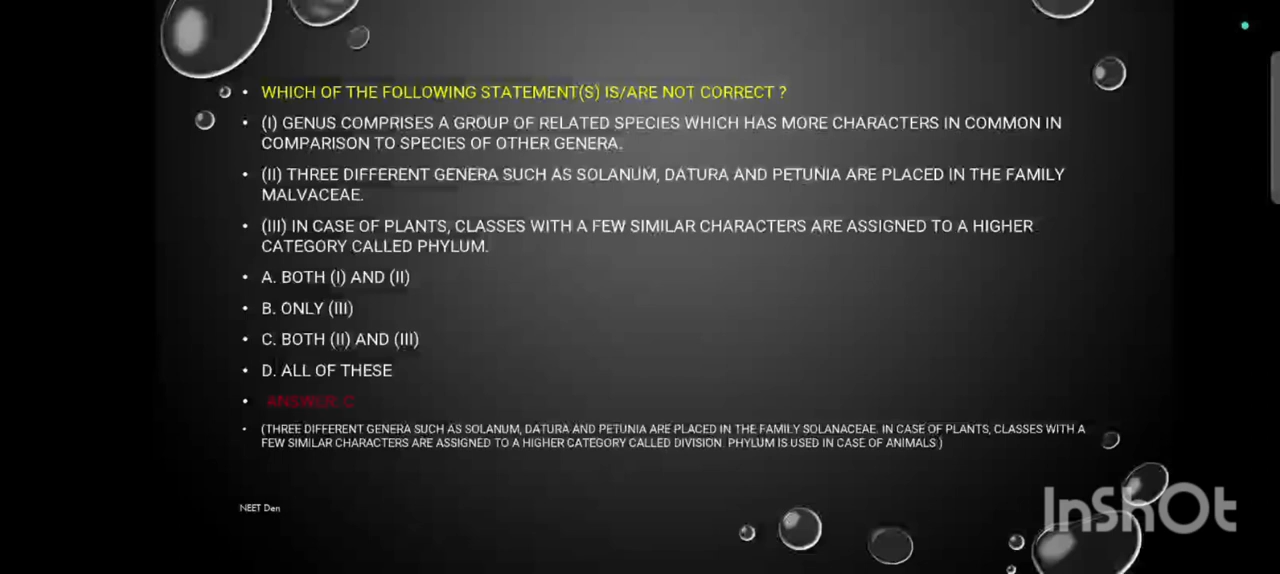 • WHICH OF THE FOLLOWING STATEMENT(S) IS/ARE NOT CORRECT ?
• (I) GENUS COMPRISES A GROUP OF RELATED SPECIES WHICH HAS MORE CHARACTERS IN COMMON IN
COMPARISON TO SPECIES OF OTHER GENERA.
• (II) THREE DIFFERENT GENERA SUCH AS SOLANUM, DATURA AND PETUNIA ARE PLACED IN THE FAMILY
MALVACEAE.
• (III) IN CASE OF PLANTS, CLASSES WITH A FEW SIMILAR CHARACTERS ARE ASSIGNED TO A HIGHER
CATEGORY CALLED PHYLUM.
• A. BOTH (I) AND (II)
• B. ONLY (III)
• C. BOTH (II) AND (III)
• D. ALL OF THESE
• ANSWER: C
• (THREE DIFFERENT GENERA SUCH AS SOLANUM, DATURA AND PETUNIA ARE PLACED IN THE FAMILY SOLANACEAE. IN CASE OF PLANTS, CLASSES WITH A
FEW SIMILAR CHARACTERS ARE ASSIGNED TO A HIGHER CATEGORY CALLED DIVISION. PHYLUM IS USED IN CASE OF ANIMALS.)
NEET Den
InShOt